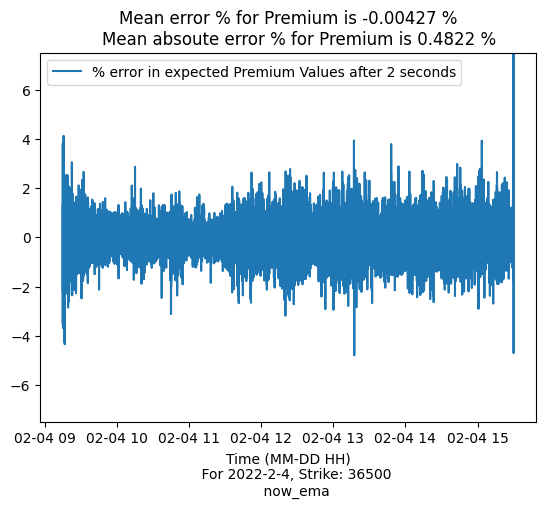 Mean error % for Premium is -0.00427 %
Mean absoute error % for Premium is 0.4822 %
% error in expected Premium Values after 2 seconds
6
4
2
0
−2
−4
−6
02-04 09 02-04 10 02-04 11 02-04 12 02-04 13 02-04 14 02-04 15
Time (MM-DD HH)
For 2022-2-4, Strike: 36500
now_ema